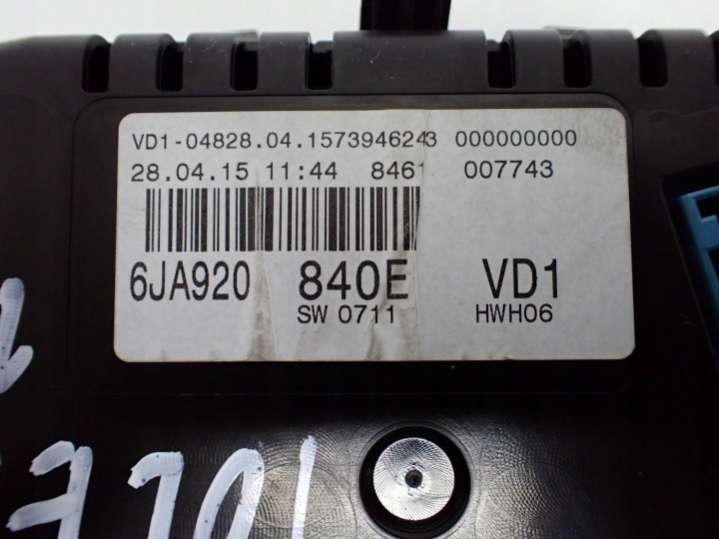 VD1-04828.04.1573946243 000000000
28.04.15 11:44 8461 007743
6JA920 840E VD1
SW 0711 HWH06